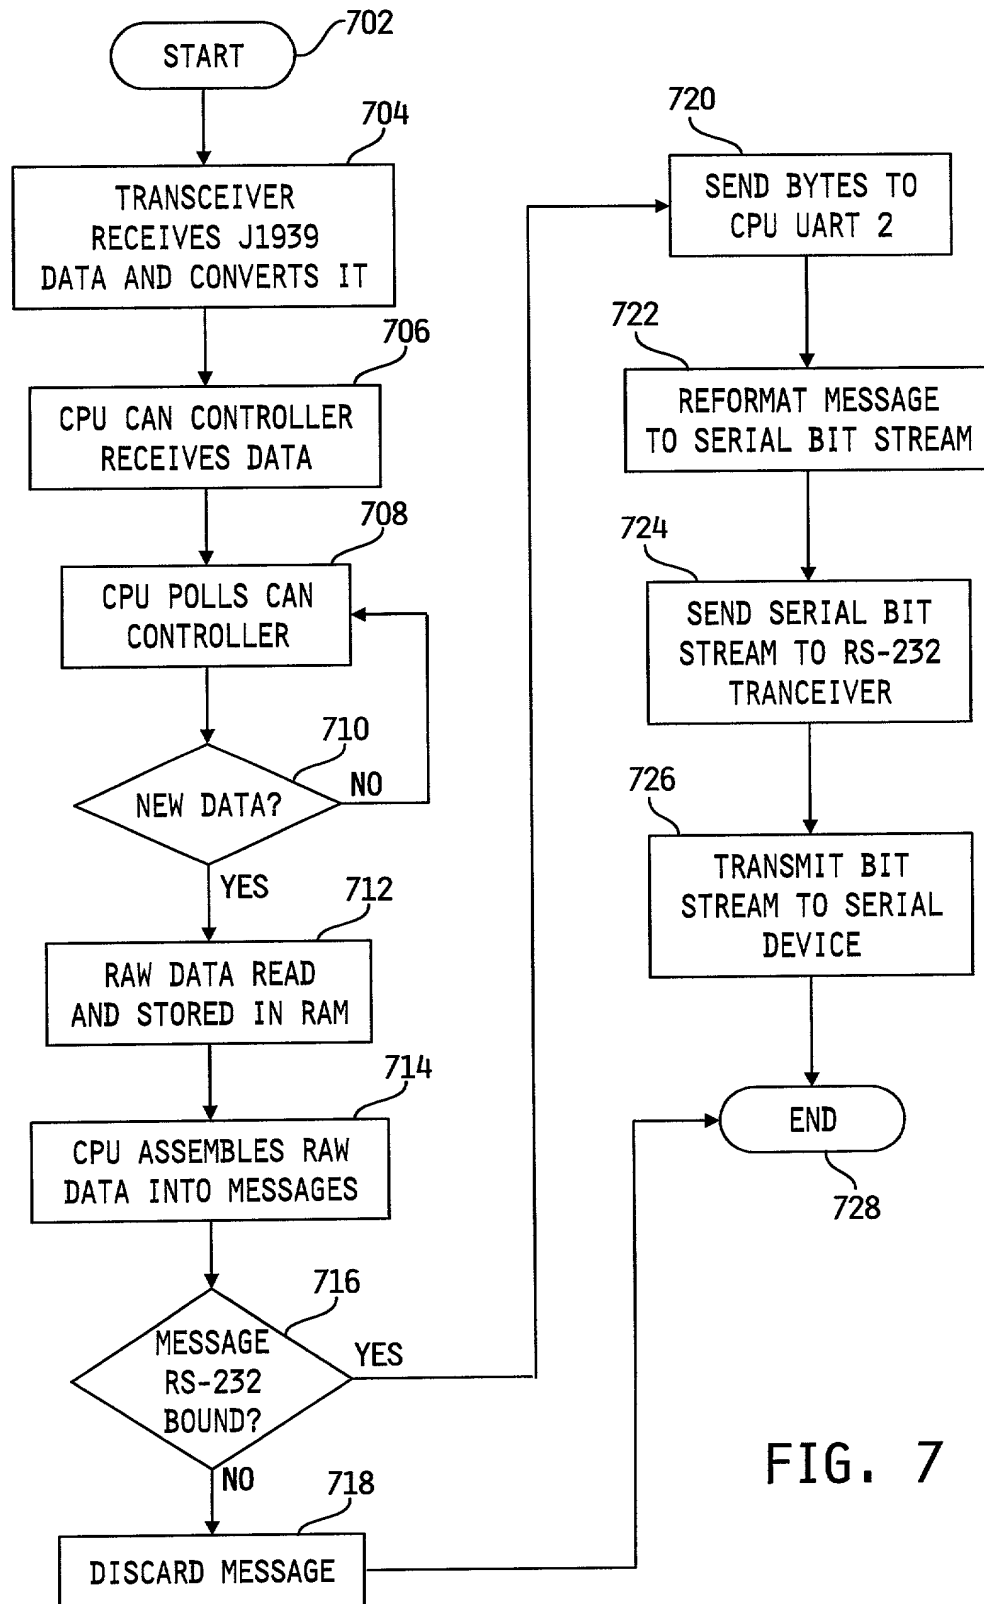 702
START
704
TRANSCEIVER
RECEIVES J1939
DATA AND CONVERTS IT
706
CPU CAN CONTROLLER
RECEIVES DATA
708
CPU POLLS CAN
CONTROLLER
710
NEW DATA?
NO
YES
712
RAW DATA READ
AND STORED IN RAM
714
CPU ASSEMBLES RAW
DATA INTO MESSAGES
716
MESSAGE
RS-232
BOUND?
YES
NO
718
DISCARD MESSAGE
720
SEND BYTES TO
CPU UART 2
722
REFORMAT MESSAGE
TO SERIAL BIT STREAM
724
SEND SERIAL BIT
STREAM TO RS-232
TRANCEIVER
726
TRANSMIT BIT
STREAM TO SERIAL
DEVICE
END
728
FIG. 7